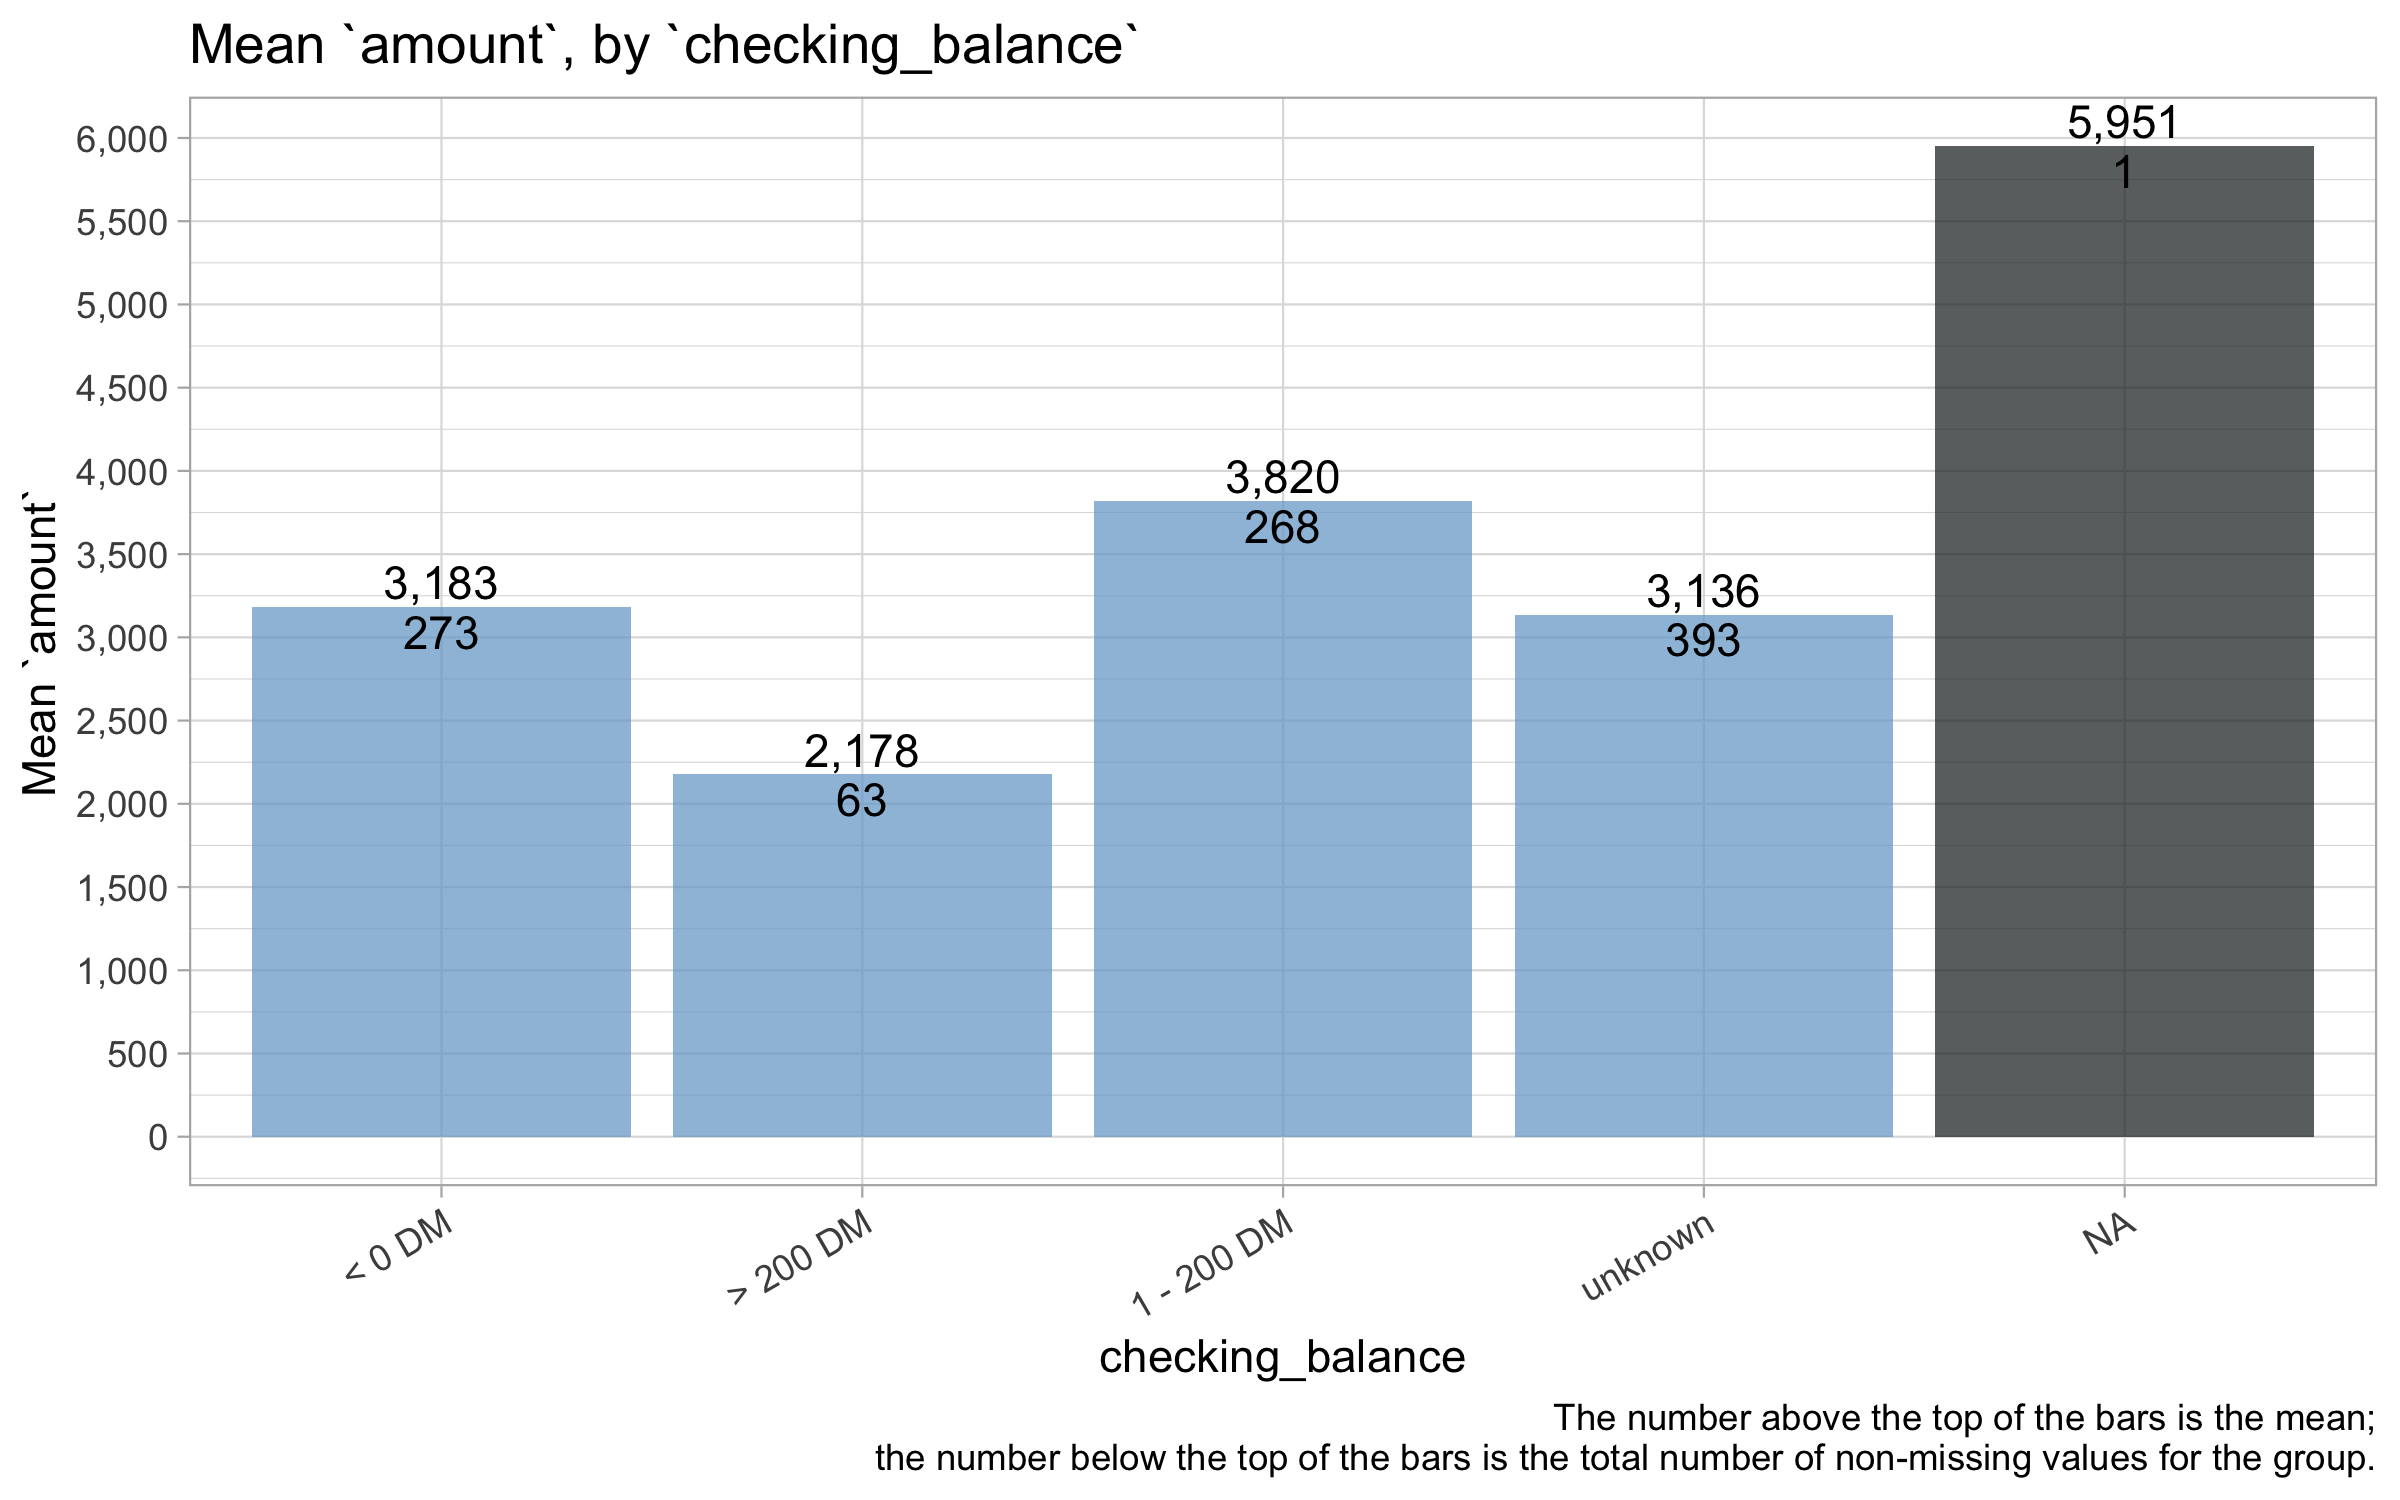 Mean `amount`, by `checking_balance`
Mean `amount`
6,000
5,500
5,000
4,500
4,000
3,500
3,000
2,500
2,000
1,500
1,000
500
0
3,183
273
2,178
63
3,820
268
3,136
393
5,951
1
< 0 DM
> 200 DM
1 - 200 DM
unknown
NA
checking_balance
The number above the top of the bars is the mean;
the number below the top of the bars is the total number of non-missing values for the group.